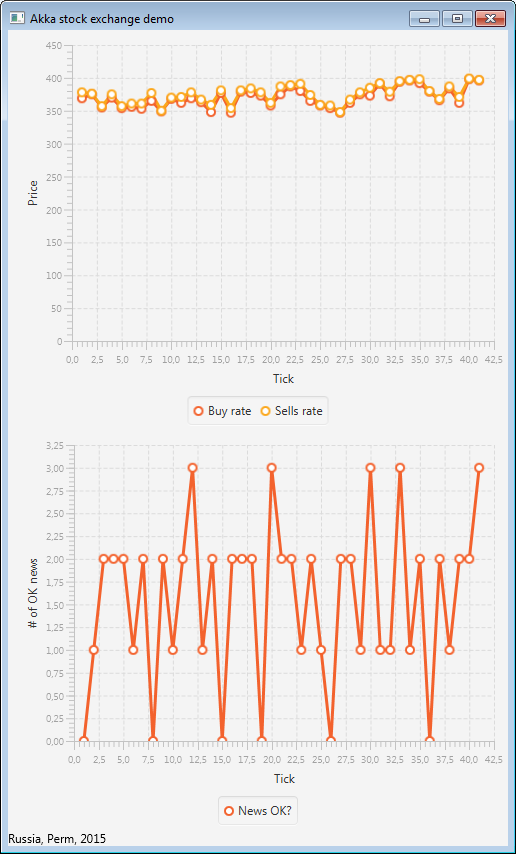 Akka stock exchange demo
450
400
350
300
250
200
150
100
50
0
Price
0,0 2,5 5,0 7,5 10,0 12,5 15,0 17,5 20,0 22,5 25,0 27,5 30,0 32,5 35,0 37,5 40,0 42,5
Tick
Buy rate Sells rate
3,25
3,00
2,75
2,50
2,25
2,00
1,75
1,50
1,25
1,00
0,75
0,50
0,25
0,00
# of OK news
0,0 2,5 5,0 7,5 10,0 12,5 15,0 17,5 20,0 22,5 25,0 27,5 30,0 32,5 35,0 37,5 40,0 42,5
Tick
News OK?
Russia, Perm, 2015